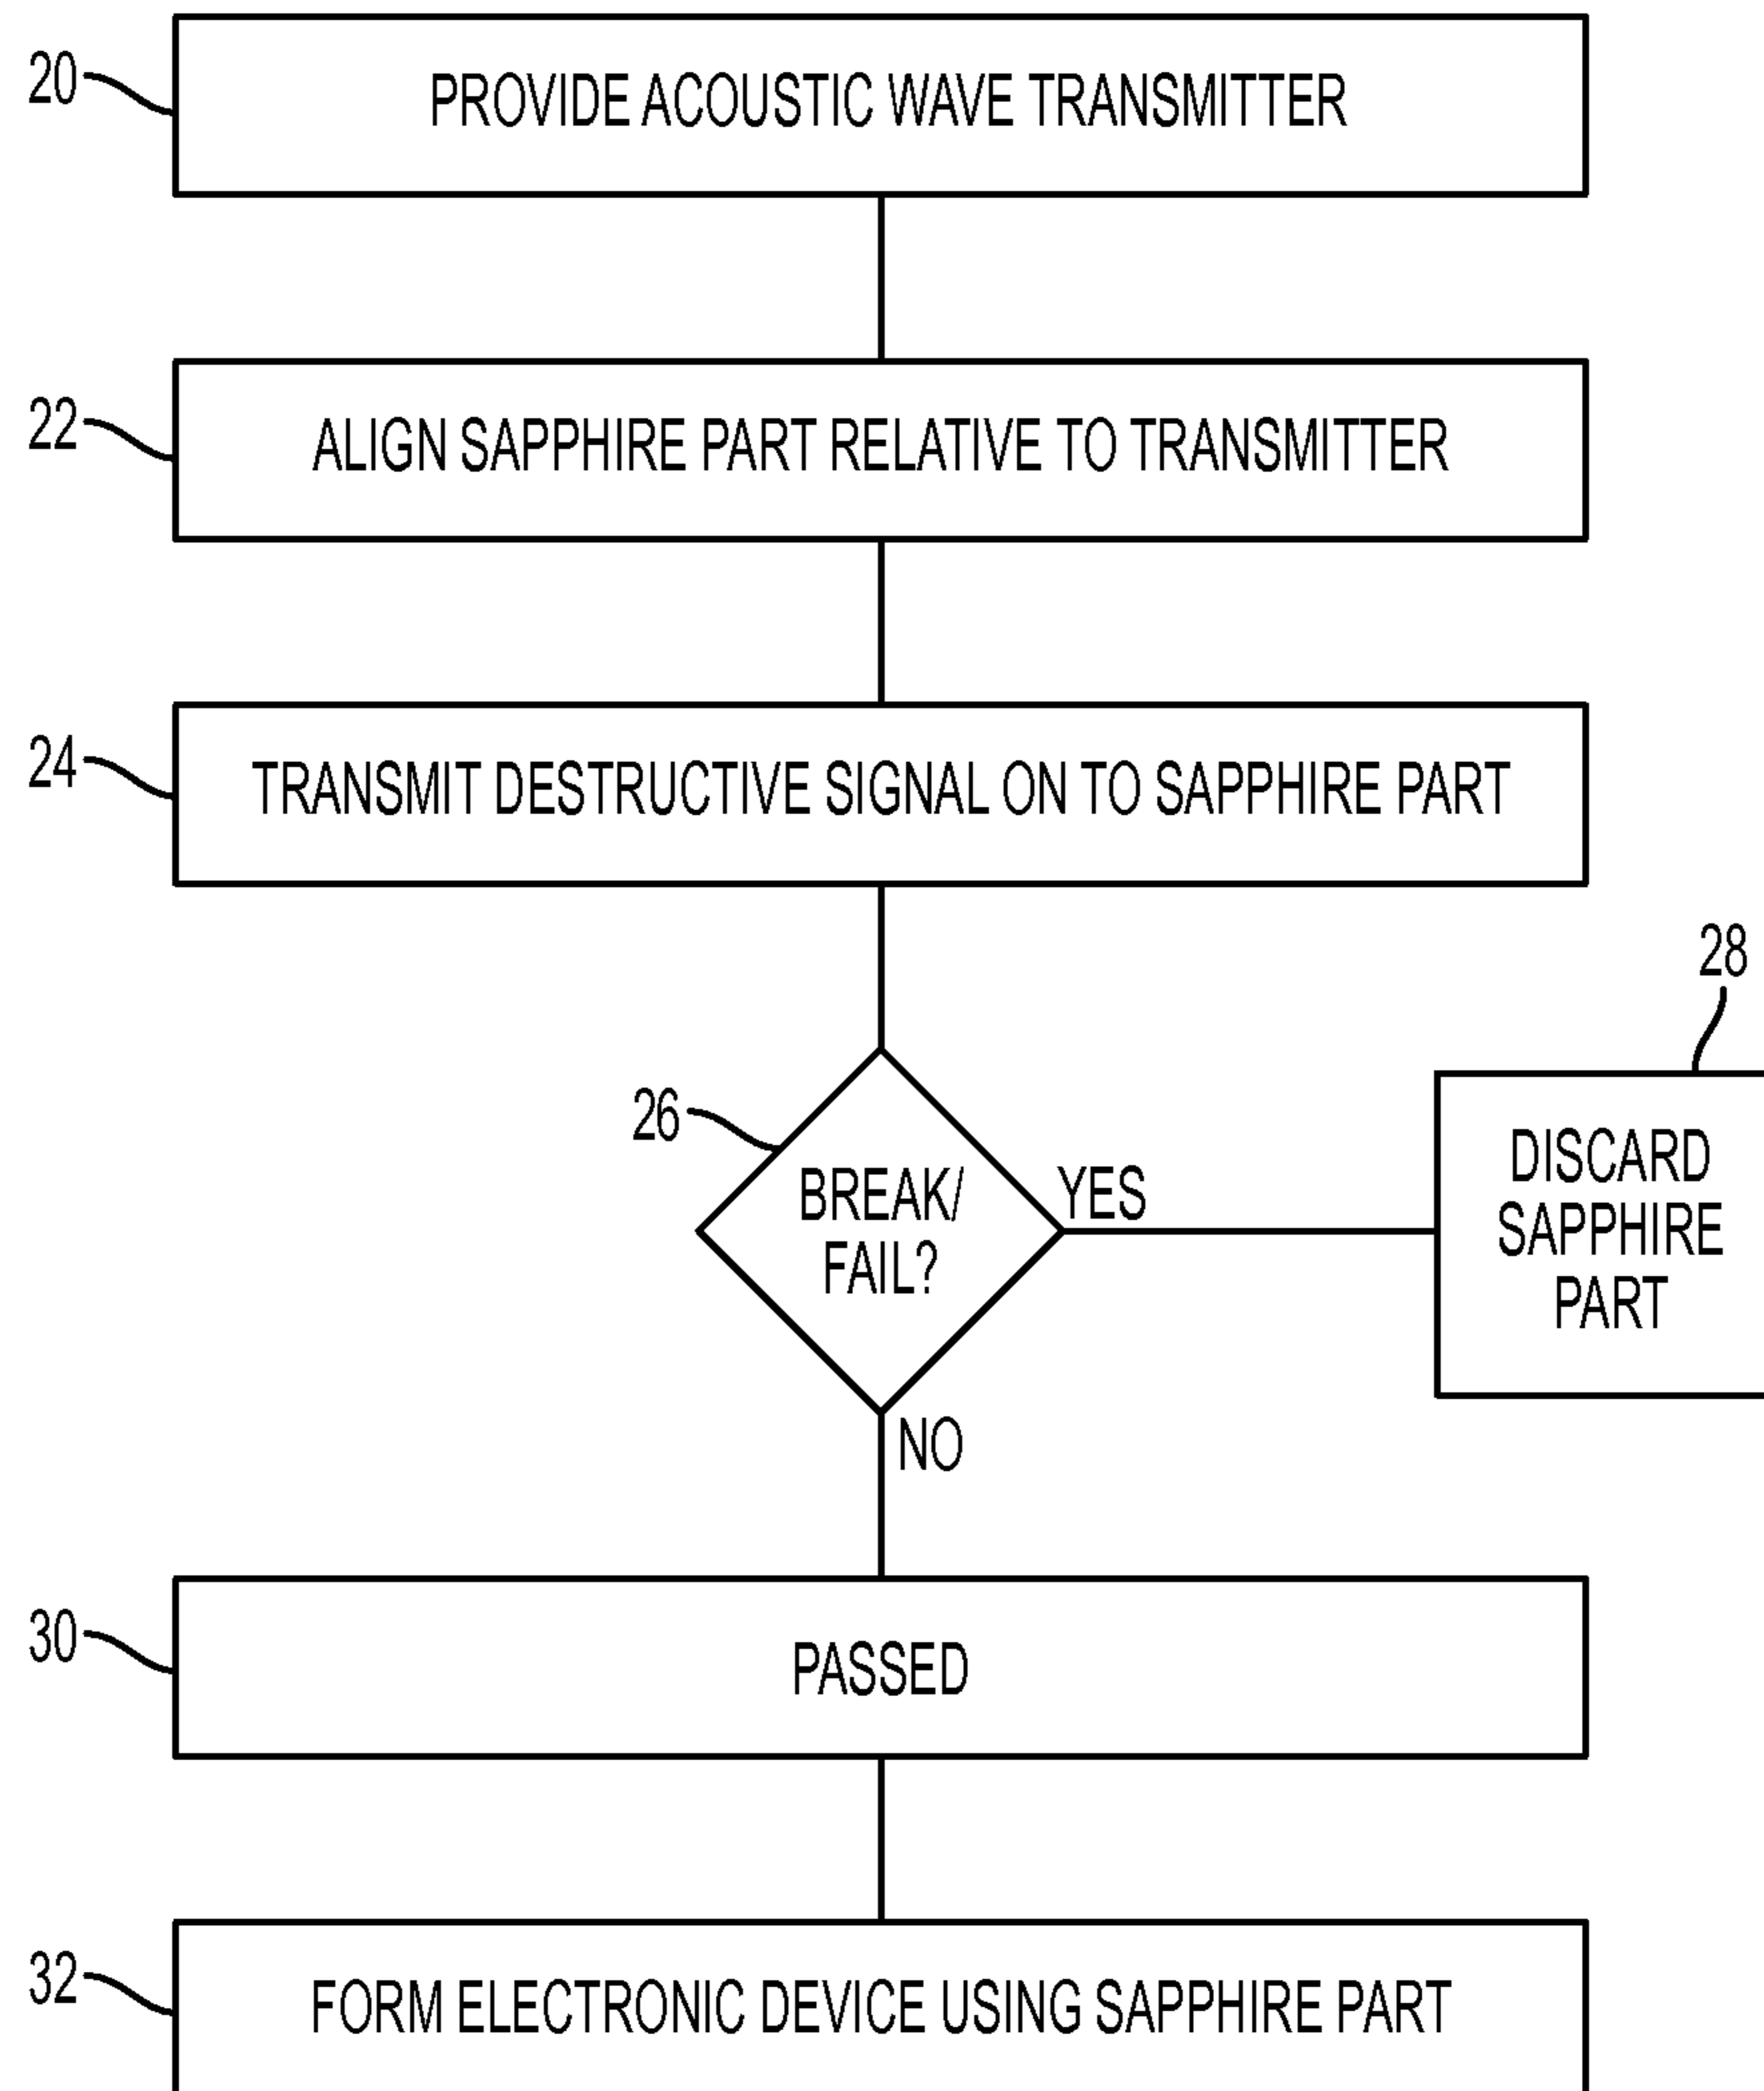 20
PROVIDE ACOUSTIC WAVE TRANSMITTER
22
ALIGN SAPPHIRE PART RELATIVE TO TRANSMITTER
24
TRANSMIT DESTRUCTIVE SIGNAL ON TO SAPPHIRE PART
26
BREAK/
FAIL?
YES
28
DISCARD
SAPPHIRE
PART
NO
30
PASSED
32
FORM ELECTRONIC DEVICE USING SAPPHIRE PART